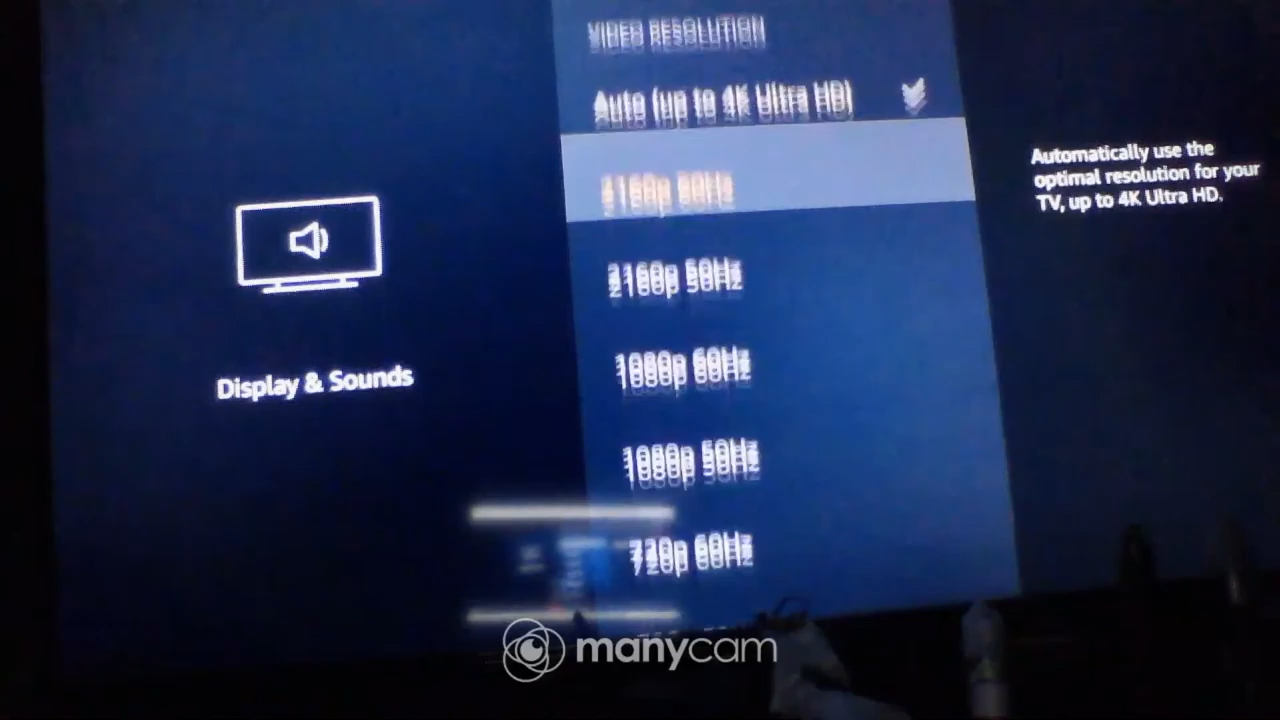 VIDEO RESOLUTION
Auto (up to 4K Ultra HD)
2160p 60Hz
2160p 50Hz
1080p 60Hz
1080p 50Hz
720p 60Hz
Display & Sounds
Automatically use the
optimal resolution for your
TV, up to 4K Ultra HD.
manycam